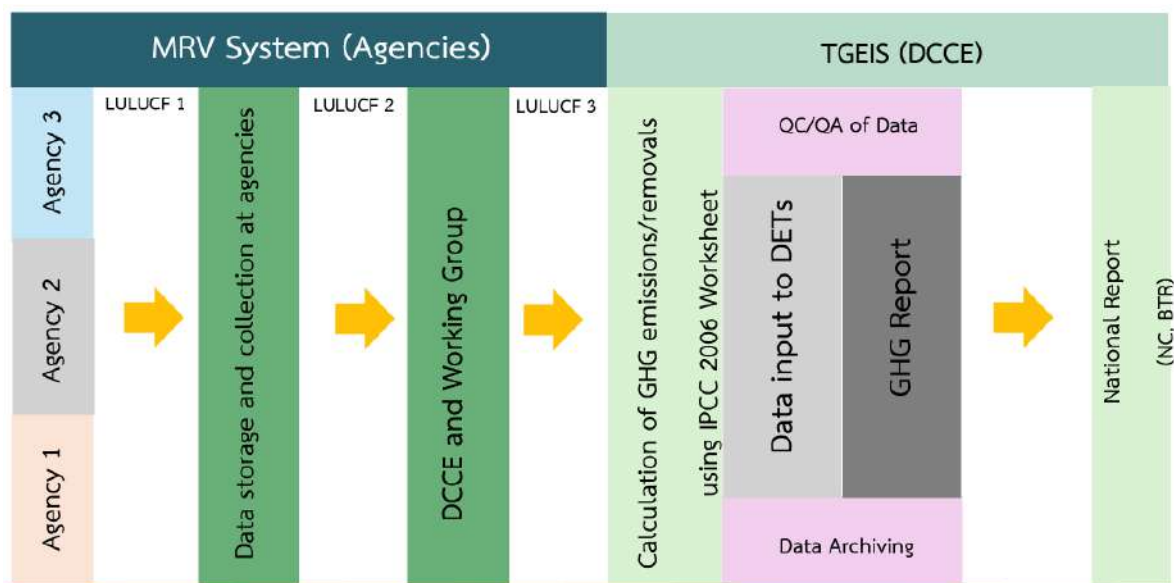 MRV System (Agencies)
TGEIS (DCCE)
Agency 3
Agency 2
Agency 1
LULUCF 1
Data storage and collection at agencies
LULUCF 2
DCCE and Working Group
LULUCF 3
Calculation of GHG emissions/removals
using IPCC 2006 Worksheet
QC/QA of Data
Data input to DETs
GHG Report
Data Archiving
National Report
(NC, BTR)